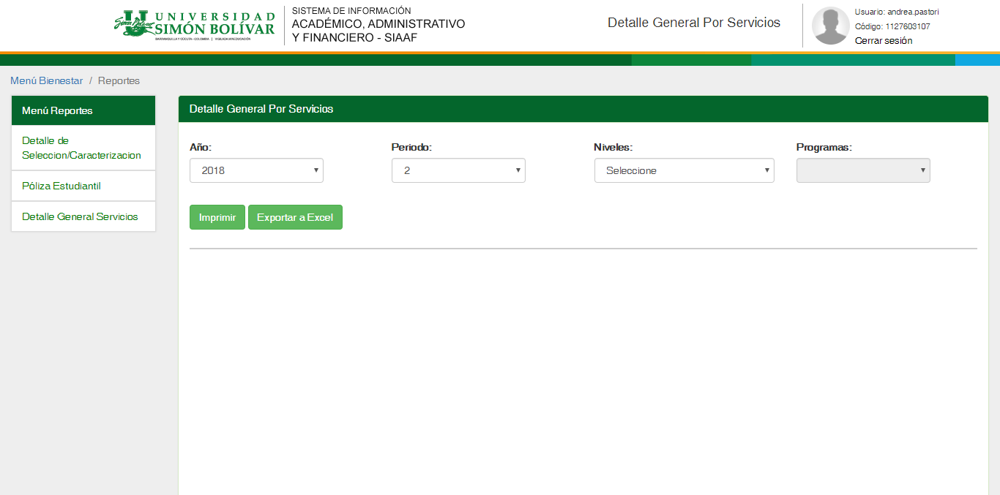 UNIVERSIDAD
SIMÓN BOLÍVAR
BARRANQUILLA Y CÚCUTA - COLOMBIA | VIGILADA MINEDUCACIÓN
SISTEMA DE INFORMACIÓN
ACADÉMICO, ADMINISTRATIVO
Y FINANCIERO - SIAAF
Detalle General Por Servicios
Usuario: andrea.pastori
Código: 1127603107
Cerrar sesión
Menú Bienestar / Reportes
Menú Reportes
Detalle de
Seleccion/Caracterizacion
Póliza Estudiantil
Detalle General Servicios
Detalle General Por Servicios
Año: Periodo: Niveles: Programas:
2018 2 Seleccione
Imprimir Exportar a Excel